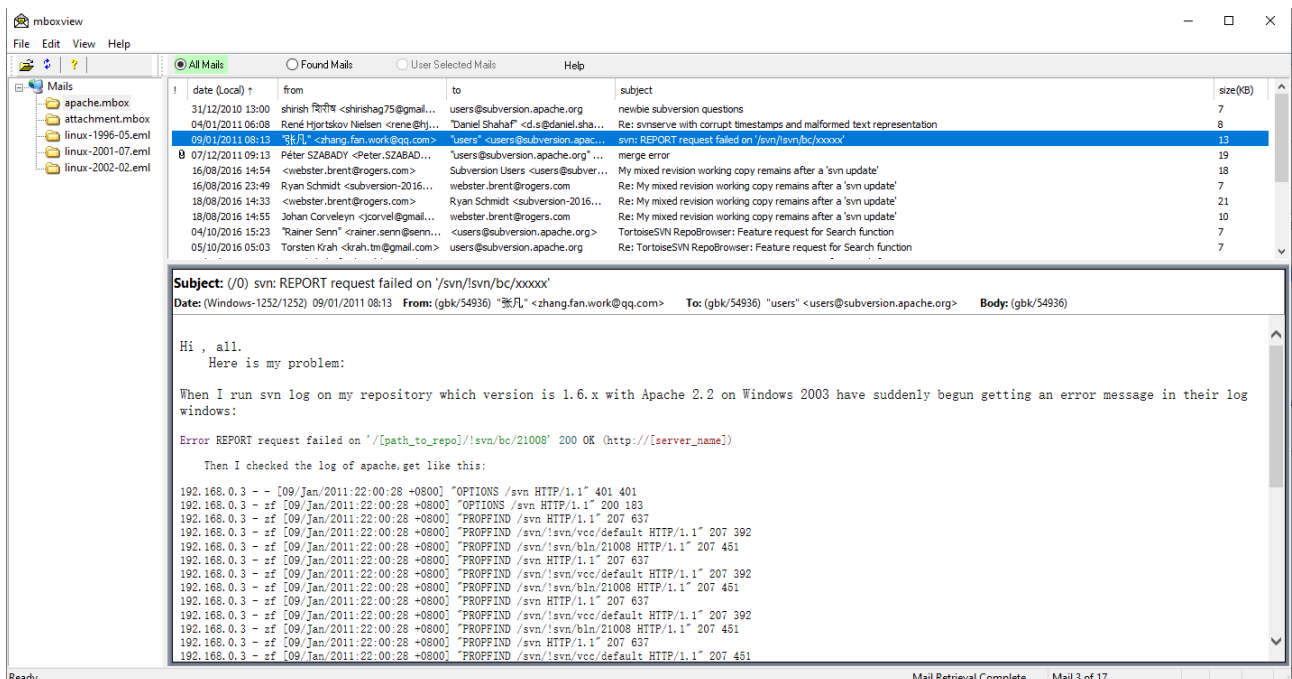 mboxview
File Edit View Help
All Mails Found Mails User Selected Mails Help
Mails
apache.mbox
attachment.mbox
linux-1996-05.eml
linux-2001-07.eml
linux-2002-02.eml
! date (Local) ↑ from to subject size(KB)
31/12/2010 13:00 shirish शिरीष <shirishag75@gmail... users@subversion.apache.org newbie subversion questions 7
04/01/2011 06:08 René Hjortskov Nielsen <rene@hj... "Daniel Shahaf" <d.s@daniel.sha... Re: svnserve with corrupt timestamps and malformed text representation 8
09/01/2011 08:13 "张凡" <zhang.fan.work@qq.com> "users" <users@subversion.apac... svn: REPORT request failed on '/svn/!svn/bc/xxxxx' 13
07/12/2011 09:13 Péter SZABADY <Peter.SZABAD... "users@subversion.apache.org" ... merge error 19
16/08/2016 14:54 <webster.brent@rogers.com> Subversion Users <users@subver... My mixed revision working copy remains after a 'svn update' 18
16/08/2016 23:49 Ryan Schmidt <subversion-2016... webster.brent@rogers.com Re: My mixed revision working copy remains after a 'svn update' 7
18/08/2016 14:33 <webster.brent@rogers.com> Ryan Schmidt <subversion-2016... Re: My mixed revision working copy remains after a 'svn update' 21
18/08/2016 14:55 Johan Corveleyn <jcorvel@gmail... webster.brent@rogers.com Re: My mixed revision working copy remains after a 'svn update' 10
04/10/2016 15:23 "Rainer Senn" <rainer.senn@senn... <users@subversion.apache.org> TortoiseSVN RepoBrowser: Feature request for Search function 7
05/10/2016 05:03 Torsten Krah <krah.tm@gmail.com> users@subversion.apache.org Re: TortoiseSVN RepoBrowser: Feature request for Search function 7
Subject: (/0) svn: REPORT request failed on '/svn/!svn/bc/xxxxx'
Date: (Windows-1252/1252) 09/01/2011 08:13 From: (gbk/54936) "张凡" <zhang.fan.work@qq.com> To: (gbk/54936) "users" <users@subversion.apache.org> Body: (gbk/54936)
Hi , all.
Here is my problem:
When I run svn log on my repository which version is 1.6.x with Apache 2.2 on Windows 2003 have suddenly begun getting an error message in their log
windows:
Error REPORT request failed on '/[path_to_repo]/!svn/bc/21008' 200 OK (http://[server_name])
Then I checked the log of apache,get like this:
192.168.0.3 - - [09/Jan/2011:22:00:28 +0800] "OPTIONS /svn HTTP/1.1" 401 401
192.168.0.3 - zf [09/Jan/2011:22:00:28 +0800] "OPTIONS /svn HTTP/1.1" 200 183
192.168.0.3 - zf [09/Jan/2011:22:00:28 +0800] "PROPFIND /svn HTTP/1.1" 207 637
192.168.0.3 - zf [09/Jan/2011:22:00:28 +0800] "PROPFIND /svn/!svn/vcc/default HTTP/1.1" 207 392
192.168.0.3 - zf [09/Jan/2011:22:00:28 +0800] "PROPFIND /svn/!svn/bln/21008 HTTP/1.1" 207 451
192.168.0.3 - zf [09/Jan/2011:22:00:28 +0800] "PROPFIND /svn HTTP/1.1" 207 637
192.168.0.3 - zf [09/Jan/2011:22:00:28 +0800] "PROPFIND /svn/!svn/vcc/default HTTP/1.1" 207 392
192.168.0.3 - zf [09/Jan/2011:22:00:28 +0800] "PROPFIND /svn/!svn/bln/21008 HTTP/1.1" 207 451
192.168.0.3 - zf [09/Jan/2011:22:00:28 +0800] "PROPFIND /svn HTTP/1.1" 207 637
192.168.0.3 - zf [09/Jan/2011:22:00:28 +0800] "PROPFIND /svn/!svn/vcc/default HTTP/1.1" 207 392
192.168.0.3 - zf [09/Jan/2011:22:00:28 +0800] "PROPFIND /svn/!svn/bln/21008 HTTP/1.1" 207 451
192.168.0.3 - zf [09/Jan/2011:22:00:28 +0800] "PROPFIND /svn HTTP/1.1" 207 637
192.168.0.3 - zf [09/Jan/2011:22:00:28 +0800] "PROPFIND /svn/!svn/vcc/default HTTP/1.1" 207 451
Ready Mail Retrieval Complete Mail 3 of 17